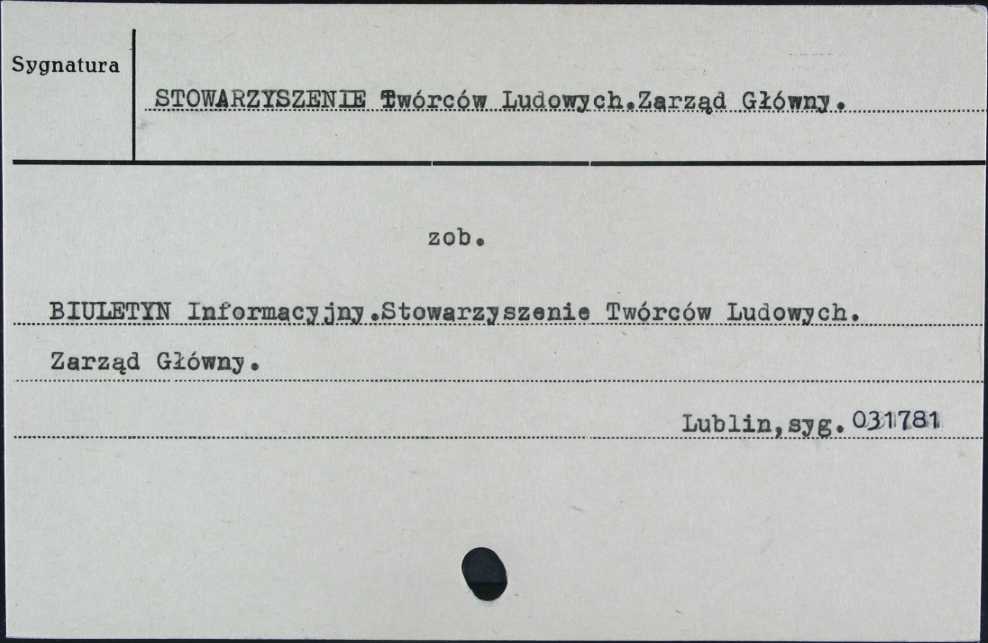 Sygnatura
STOWARZYSZENIE Twórców Ludowych.Zarząd Główny.
zob.
BIULETYN Informacyjny.Stowarzyszenie Twórców Ludowych.
Zarząd Główny.
Lublin,syg. 031781